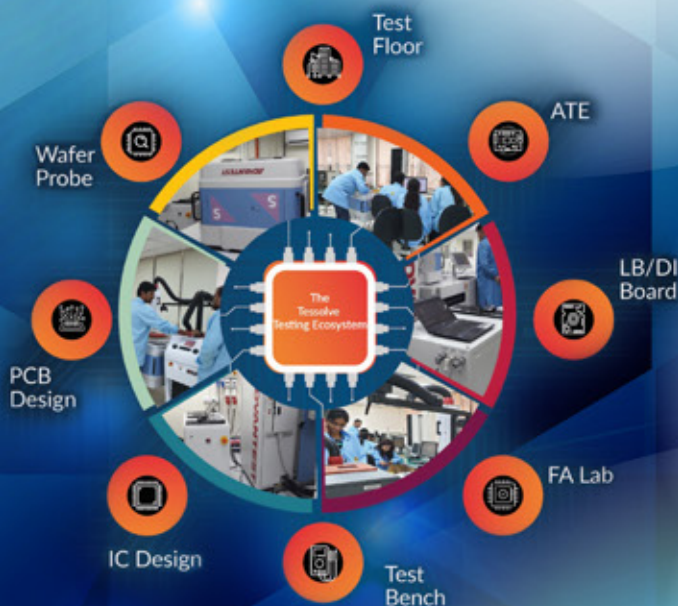 Test
Floor
ATE
Wafer
Probe
LB/DI
Board
The
Tessolve
Testing Ecosystem
PCB
Design
FA Lab
IC Design
Test
Bench
ADVANTEST
S
S